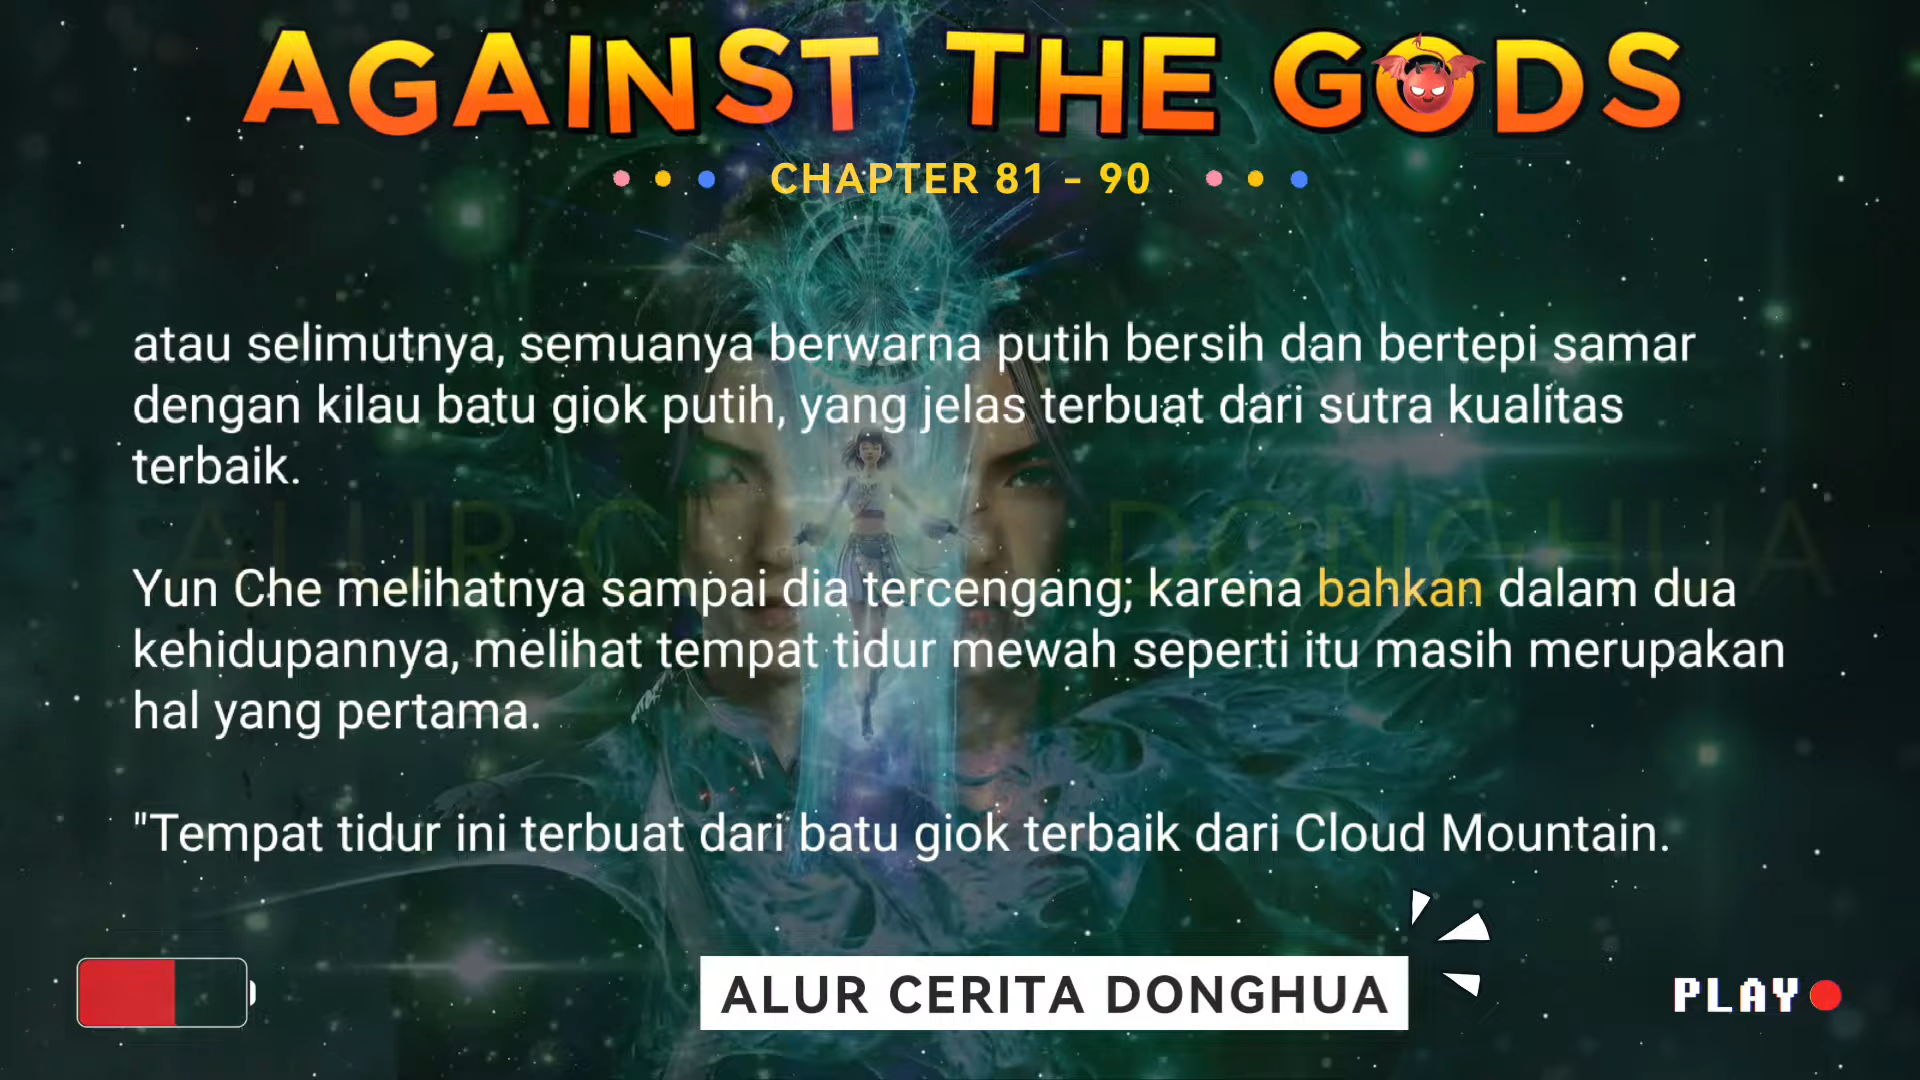 AGAINST THE GODS
CHAPTER 81 - 90
atau selimutnya, semuanya berwarna putih bersih dan bertepi samar
dengan kilau batu giok putih, yang jelas terbuat dari sutra kualitas
terbaik.
ALUR CERITA DONGHUA
Yun Che melihatnya sampai dia tercengang; karena bahkan dalam dua
kehidupannya, melihat tempat tidur mewah seperti itu masih merupakan
hal yang pertama.
"Tempat tidur ini terbuat dari batu giok terbaik dari Cloud Mountain.
ALUR CERITA DONGHUA
PLAY